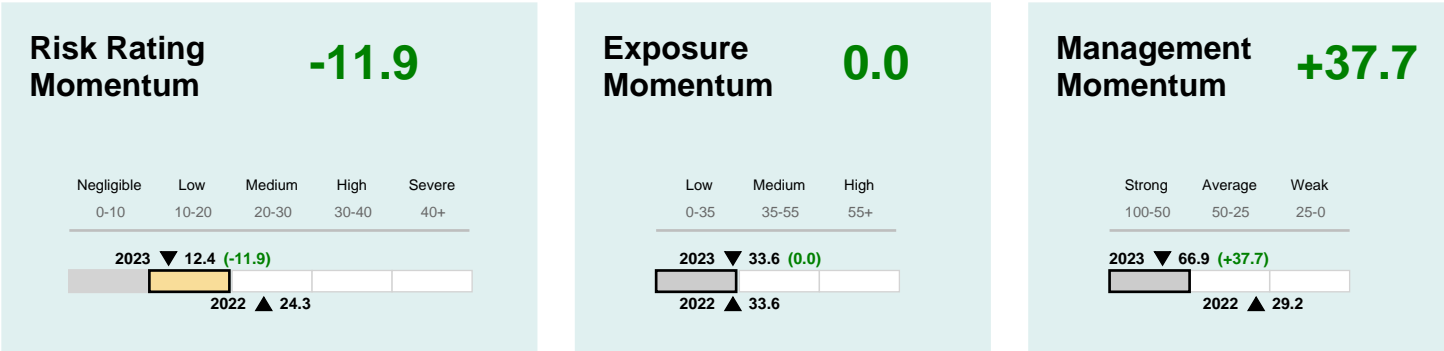 Risk Rating
Momentum
-11.9
Negligible Low Medium High Severe
0-10 10-20 20-30 30-40 40+
2023 ▼ 12.4 (-11.9)
2022 ▲ 24.3
Exposure
Momentum
0.0
Low Medium High
0-35 35-55 55+
2023 ▼ 33.6 (0.0)
2022 ▲ 33.6
Management
Momentum
+37.7
Strong Average Weak
100-50 50-25 25-0
2023 ▼ 66.9 (+37.7)
2022 ▲ 29.2